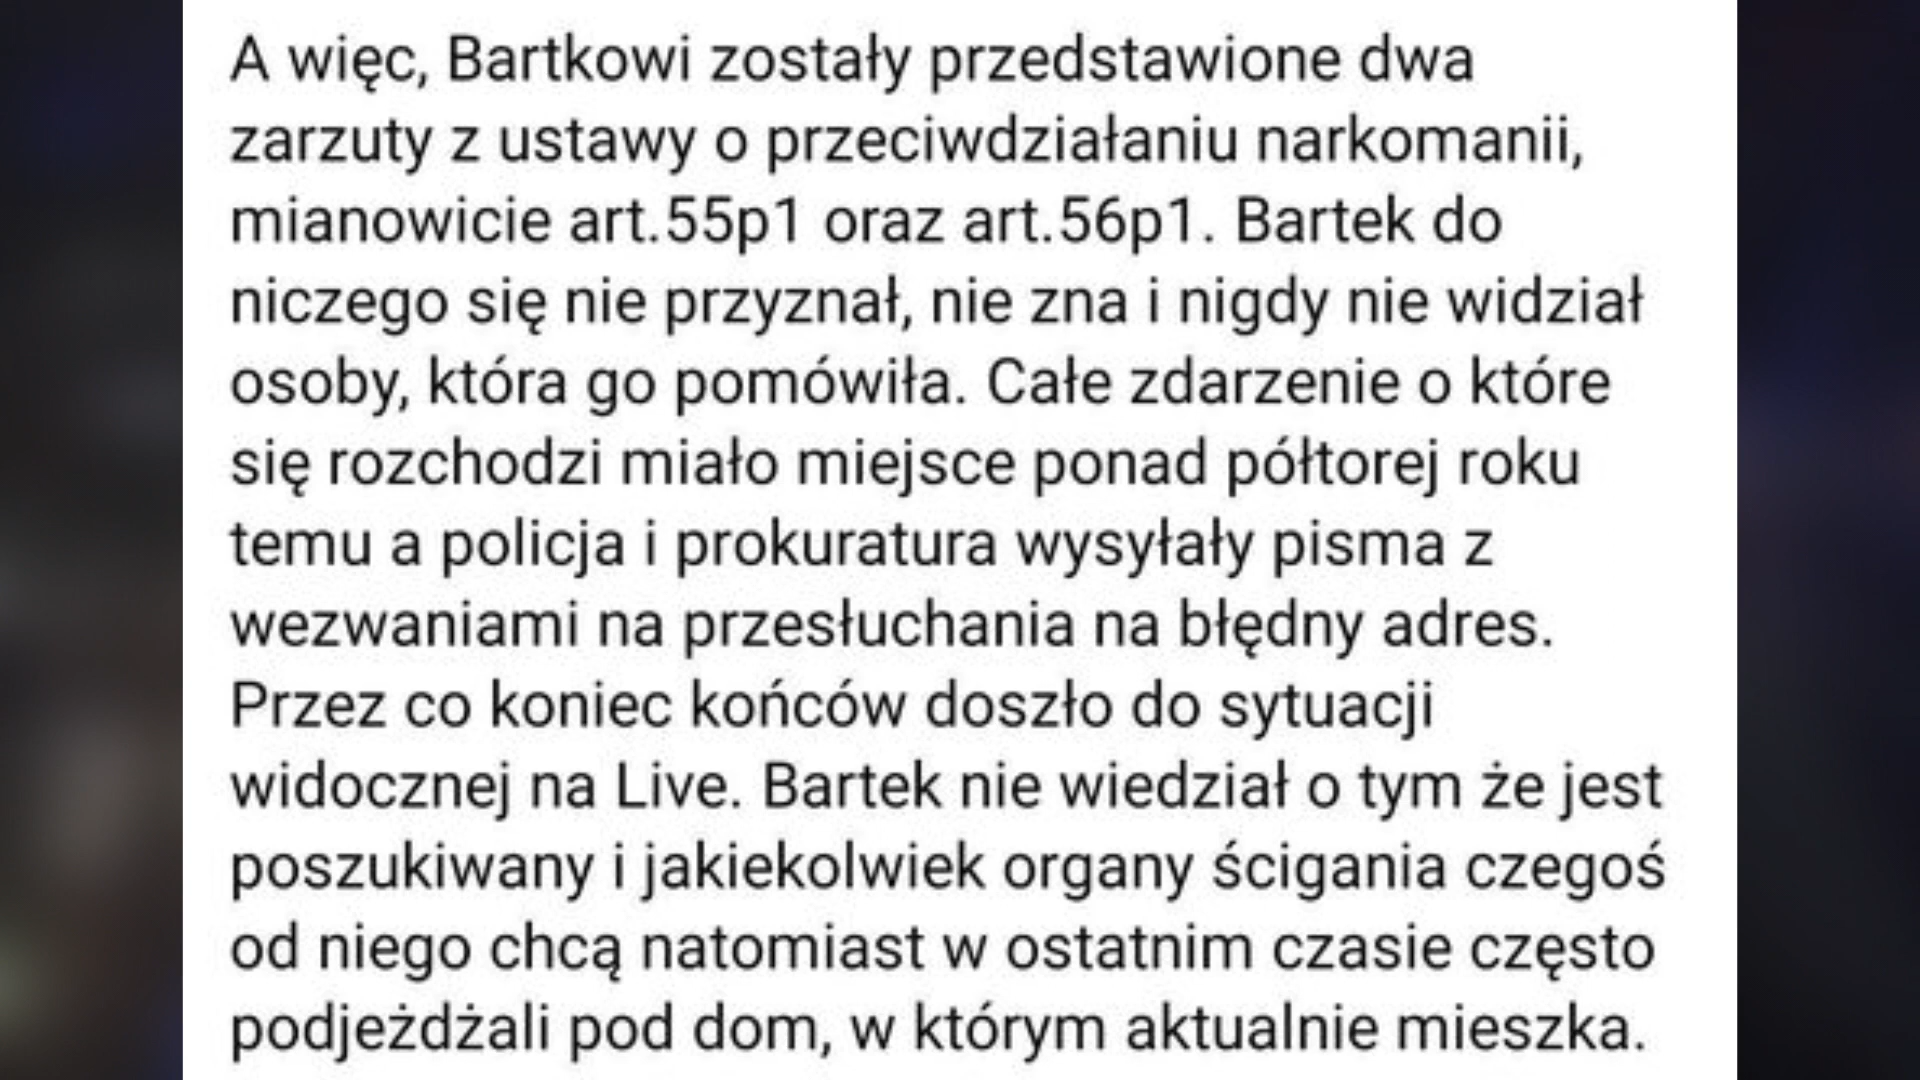 A więc, Bartkowi zostały przedstawione dwa
zarzuty z ustawy o przeciwdziałaniu narkomanii,
mianowicie art.55p1 oraz art.56p1. Bartek do
niczego się nie przyznał, nie zna i nigdy nie widział
osoby, która go pomówiła. Całe zdarzenie o które
się rozchodzi miało miejsce ponad półtorej roku
temu a policja i prokuratura wysyłały pisma z
wezwaniami na przesłuchania na błędny adres.
Przez co koniec końców doszło do sytuacji
widocznej na Live. Bartek nie wiedział o tym że jest
poszukiwany i jakiekolwiek organy ścigania czegoś
od niego chcą natomiast w ostatnim czasie często
podjeżdżali pod dom, w którym aktualnie mieszka.